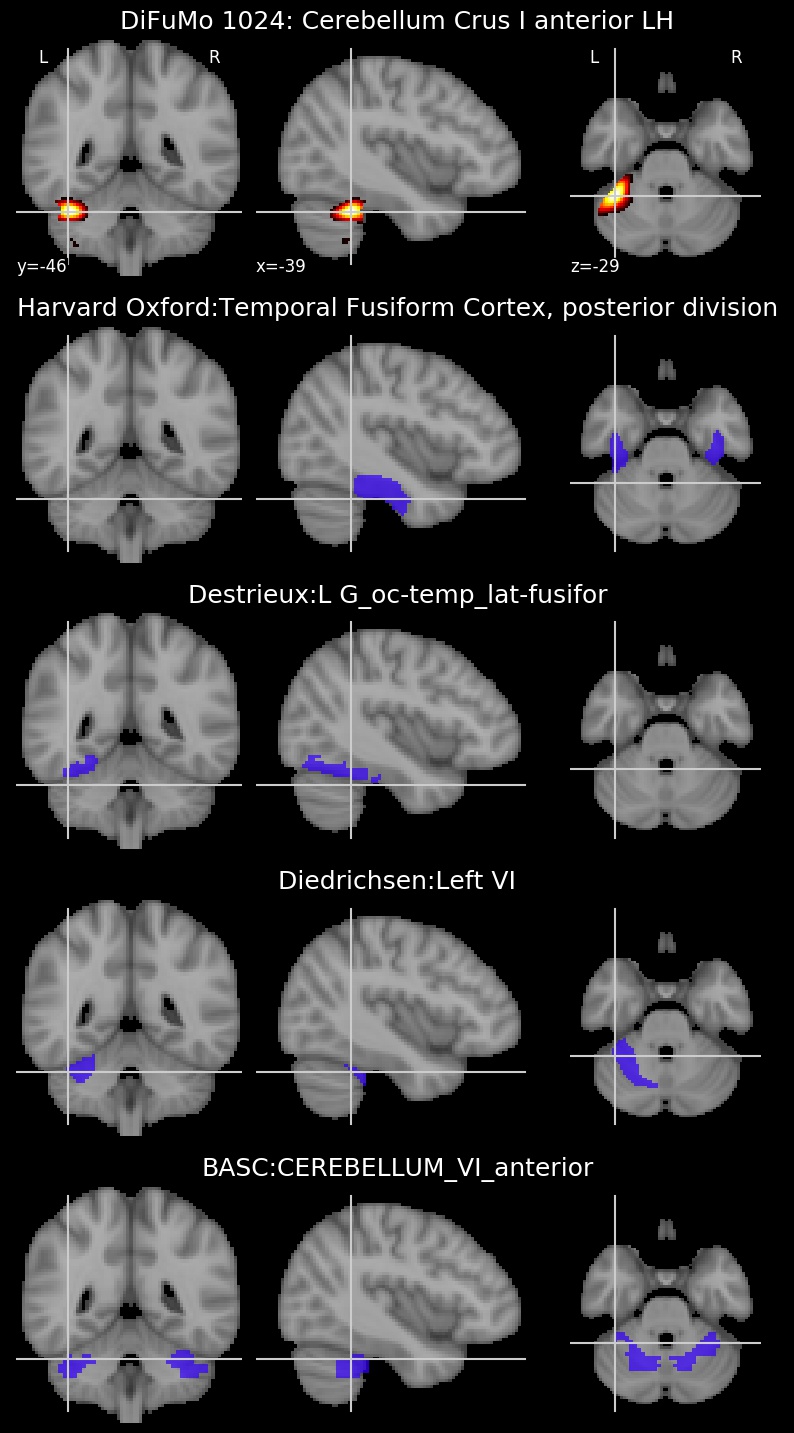 DiFuMo 1024: Cerebellum Crus I anterior LH
L R L R
y=-46 x=-39 z=-29
Harvard Oxford:Temporal Fusiform Cortex, posterior division
Destrieux:L G_oc-temp_lat-fusifor
Diedrichsen:Left VI
BASC:CEREBELLUM_VI_anterior